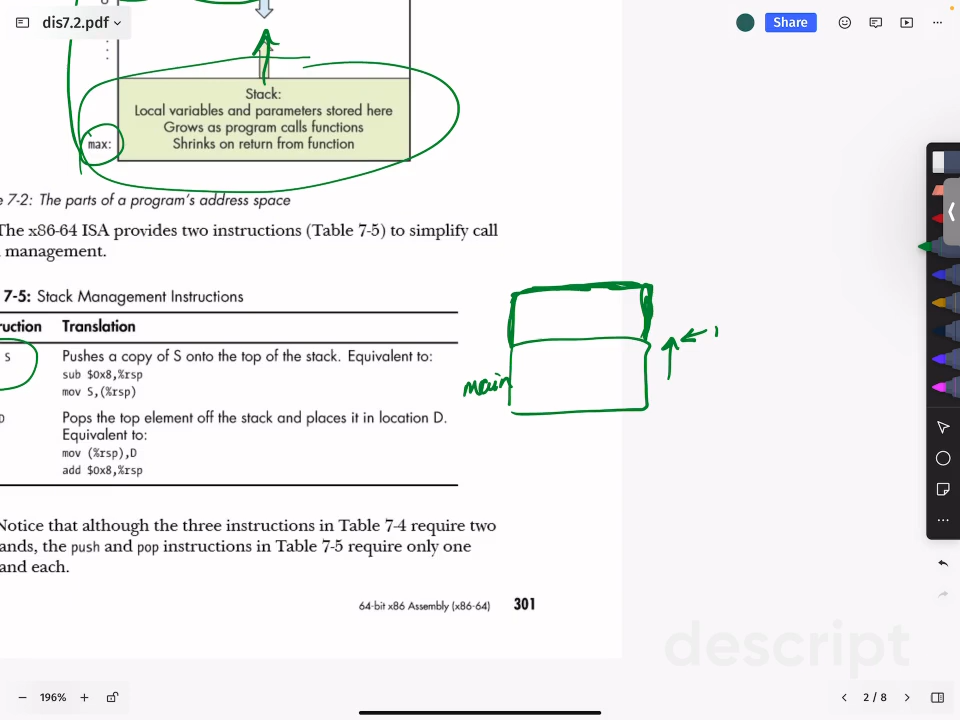 dis7.2.pdf
Share
Stack:
Local variables and parameters stored here
Grows as program calls functions
Shrinks on return from function
max:
7-2: The parts of a program's address space
The x86-64 ISA provides two instructions (Table 7-5) to simplify call
management.
7-5: Stack Management Instructions
Translation
S
Pushes a copy of S onto the top of the stack. Equivalent to:
sub $0x8,%rsp
mov S,(%rsp)
D
Pops the top element off the stack and places it in location D.
Equivalent to:
mov (%rsp),D
add $0x8,%rsp
main
Notice that although the three instructions in Table 7-4 require two
ands, the push and pop instructions in Table 7-5 require only one
and each.
64-bit x86 Assembly (x86-64) 301
descript
196%
2 / 8